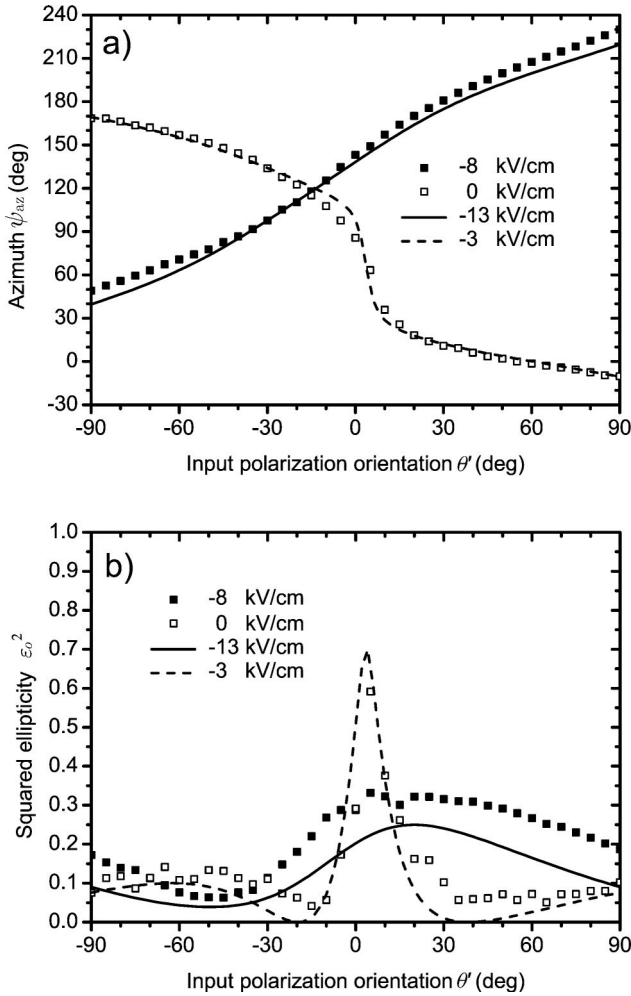 a)
240
210
180
150
120
90
60
30
0
-30
Azimuth ψaz (deg)
-8 kV/cm
0 kV/cm
-13 kV/cm
-3 kV/cm
-90 -60 -30 0 30 60 90
Input polarization orientation θ′ (deg)
b)
1.0
0.9
0.8
0.7
0.6
0.5
0.4
0.3
0.2
0.1
0.0
Squared ellipticity εo²
-8 kV/cm
0 kV/cm
-13 kV/cm
-3 kV/cm
-90 -60 -30 0 30 60 90
Input polarization orientation θ′ (deg)